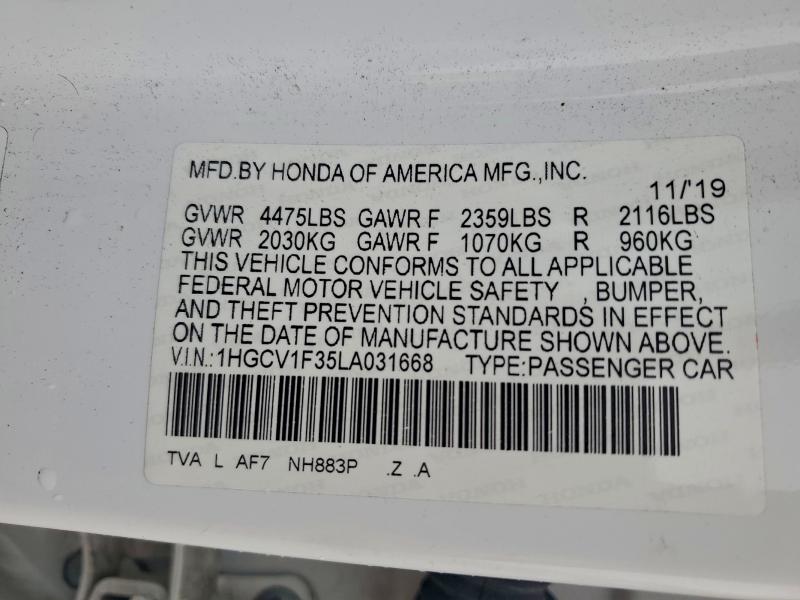 MFD.BY HONDA OF AMERICA MFG.,INC.
11/'19
GVWR 4475LBS GAWR F 2359LBS R 2116LBS
GVWR 2030KG GAWR F 1070KG R 960KG
THIS VEHICLE CONFORMS TO ALL APPLICABLE
FEDERAL MOTOR VEHICLE SAFETY , BUMPER,
AND THEFT PREVENTION STANDARDS IN EFFECT
ON THE DATE OF MANUFACTURE SHOWN ABOVE.
V.I.N.:1HGCV1F35LA031668 TYPE:PASSENGER CAR
TVA L AF7 NH883P .Z .A